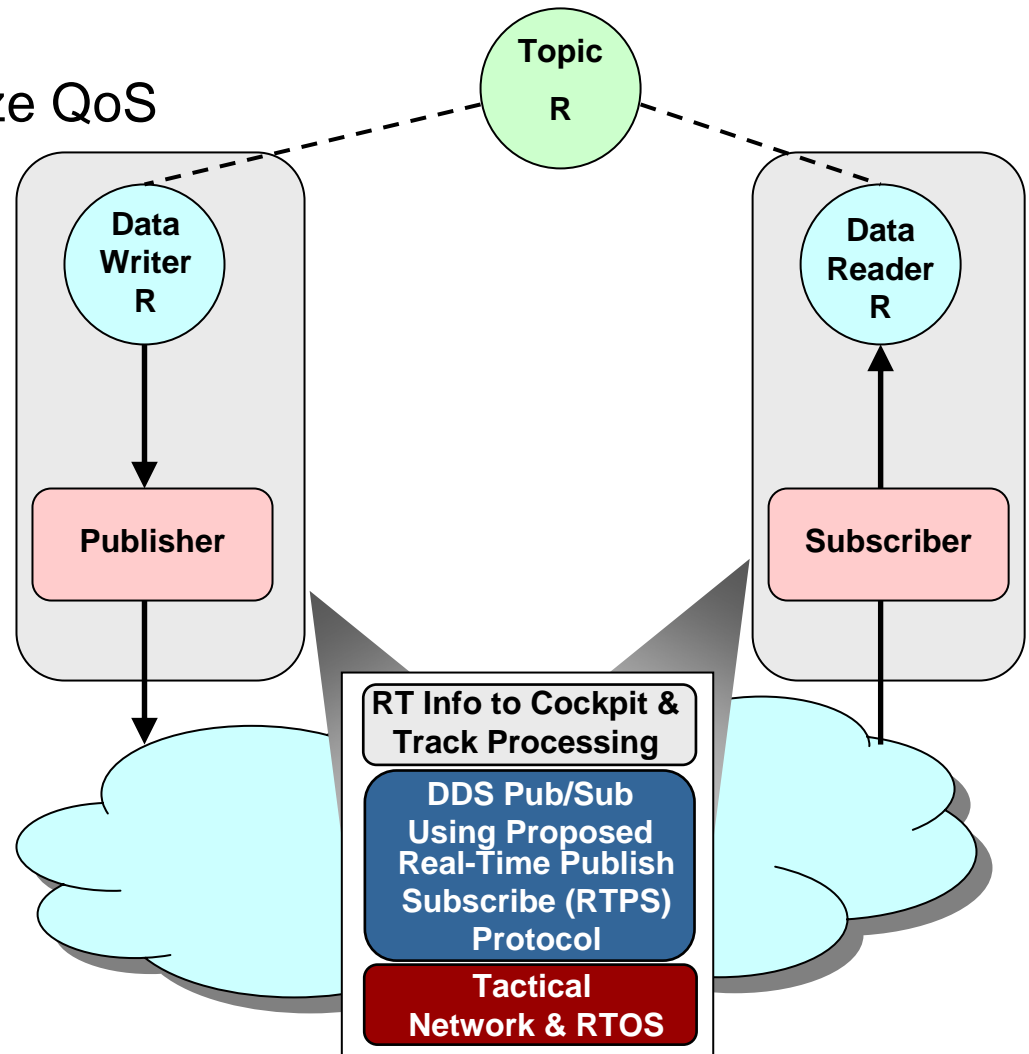 Topic
R
QoS
Data
Writer
R
Data
Reader
R
Publisher
Subscriber
RT Info to Cockpit &
Track Processing
DDS Pub/Sub
Using Proposed
Real-Time Publish
Subscribe (RTPS)
Protocol
Tactical
Network & RTOS